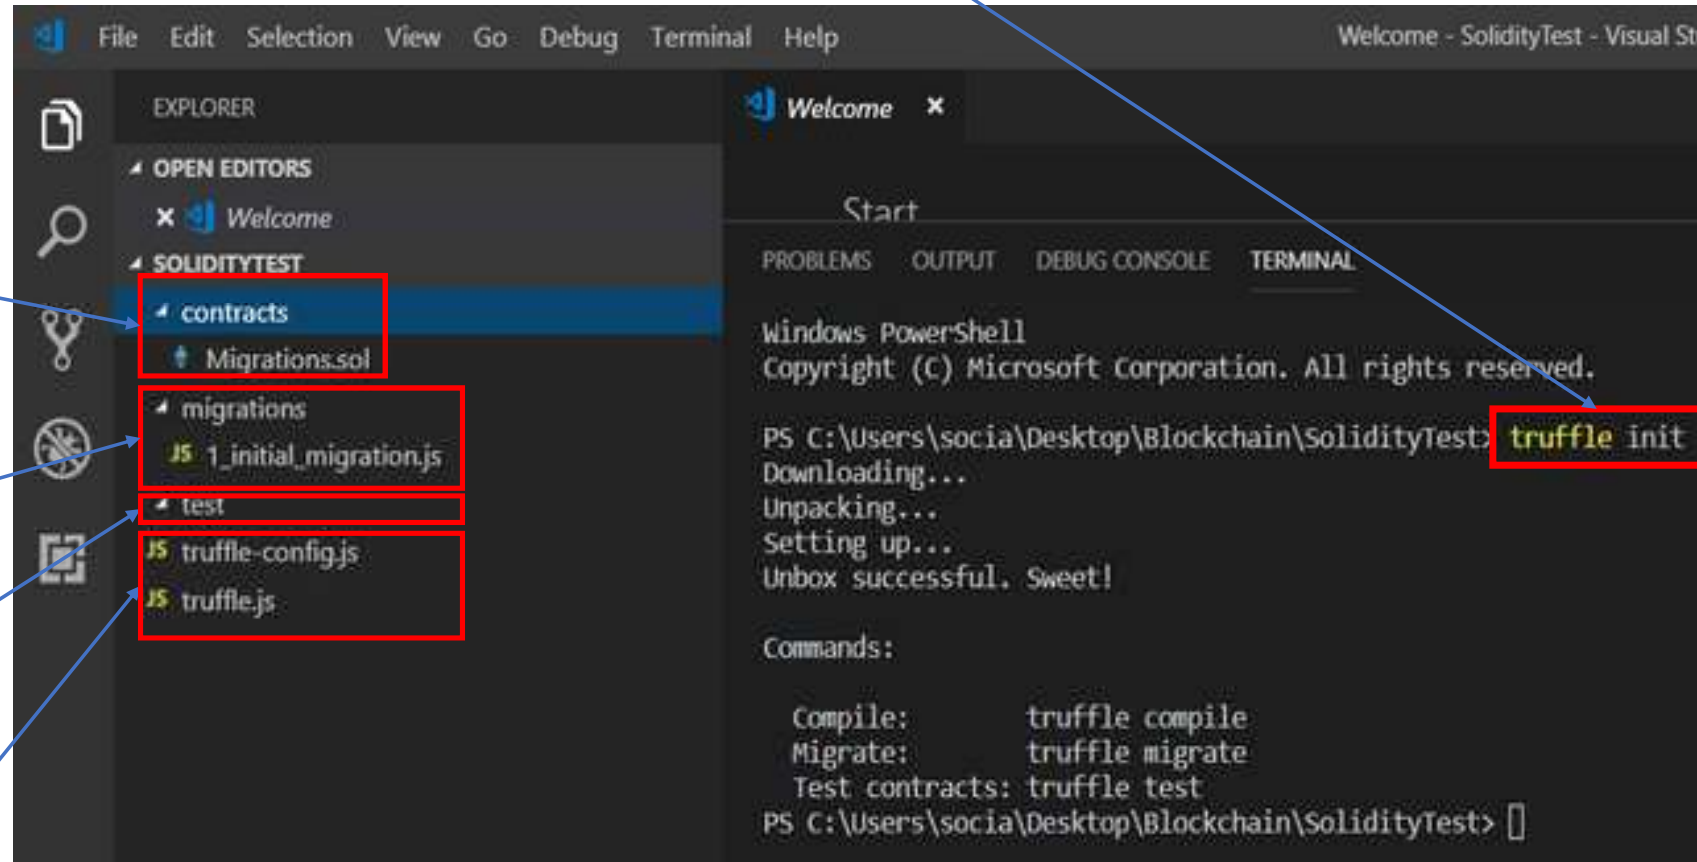 File Edit Selection View Go Debug Terminal Help
Welcome - SolidityTest - Visual St
EXPLORER
OPEN EDITORS
Welcome
SOLIDITYTEST
contracts
Migrations.sol
migrations
JS 1_initial_migration.js
test
JS truffle-config.js
JS truffle.js
Welcome
Start
PROBLEMS OUTPUT DEBUG CONSOLE TERMINAL
Windows PowerShell
Copyright (C) Microsoft Corporation. All rights reserved.
PS C:\Users\socia\Desktop\Blockchain\SolidityTest> truffle init
Downloading...
Unpacking...
Setting up...
Unbox successful. Sweet!
Commands:
Compile: truffle compile
Migrate: truffle migrate
Test contracts: truffle test
PS C:\Users\socia\Desktop\Blockchain\SolidityTest>